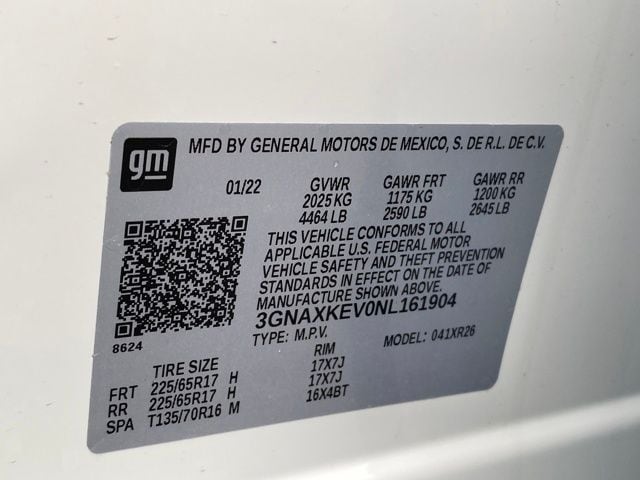 gm
MFD BY GENERAL MOTORS DE MEXICO, S. DE R.L. DE C.V.
01/22 GVWR GAWR FRT GAWR RR
2025 KG 1175 KG 1200 KG
4464 LB 2590 LB 2645 LB
THIS VEHICLE CONFORMS TO ALL
APPLICABLE U.S. FEDERAL MOTOR
VEHICLE SAFETY AND THEFT PREVENTION
STANDARDS IN EFFECT ON THE DATE
OF MANUFACTURE SHOWN ABOVE.
3GNAXKEV0NL161904
8624
TYPE: M.P.V. MODEL: 041XR26
TIRE SIZE RIM
FRT 225/65R17 H 17X7J
RR 225/65R17 H 17X7J
SPA T135/70R16 M 16X4BT